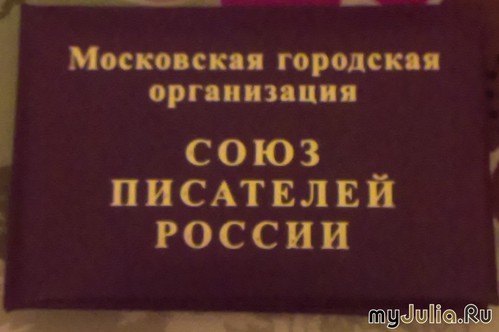 Московская городская
организация
СОЮЗ
ПИСАТЕЛЕЙ
РОССИИ
myJulia.Ru